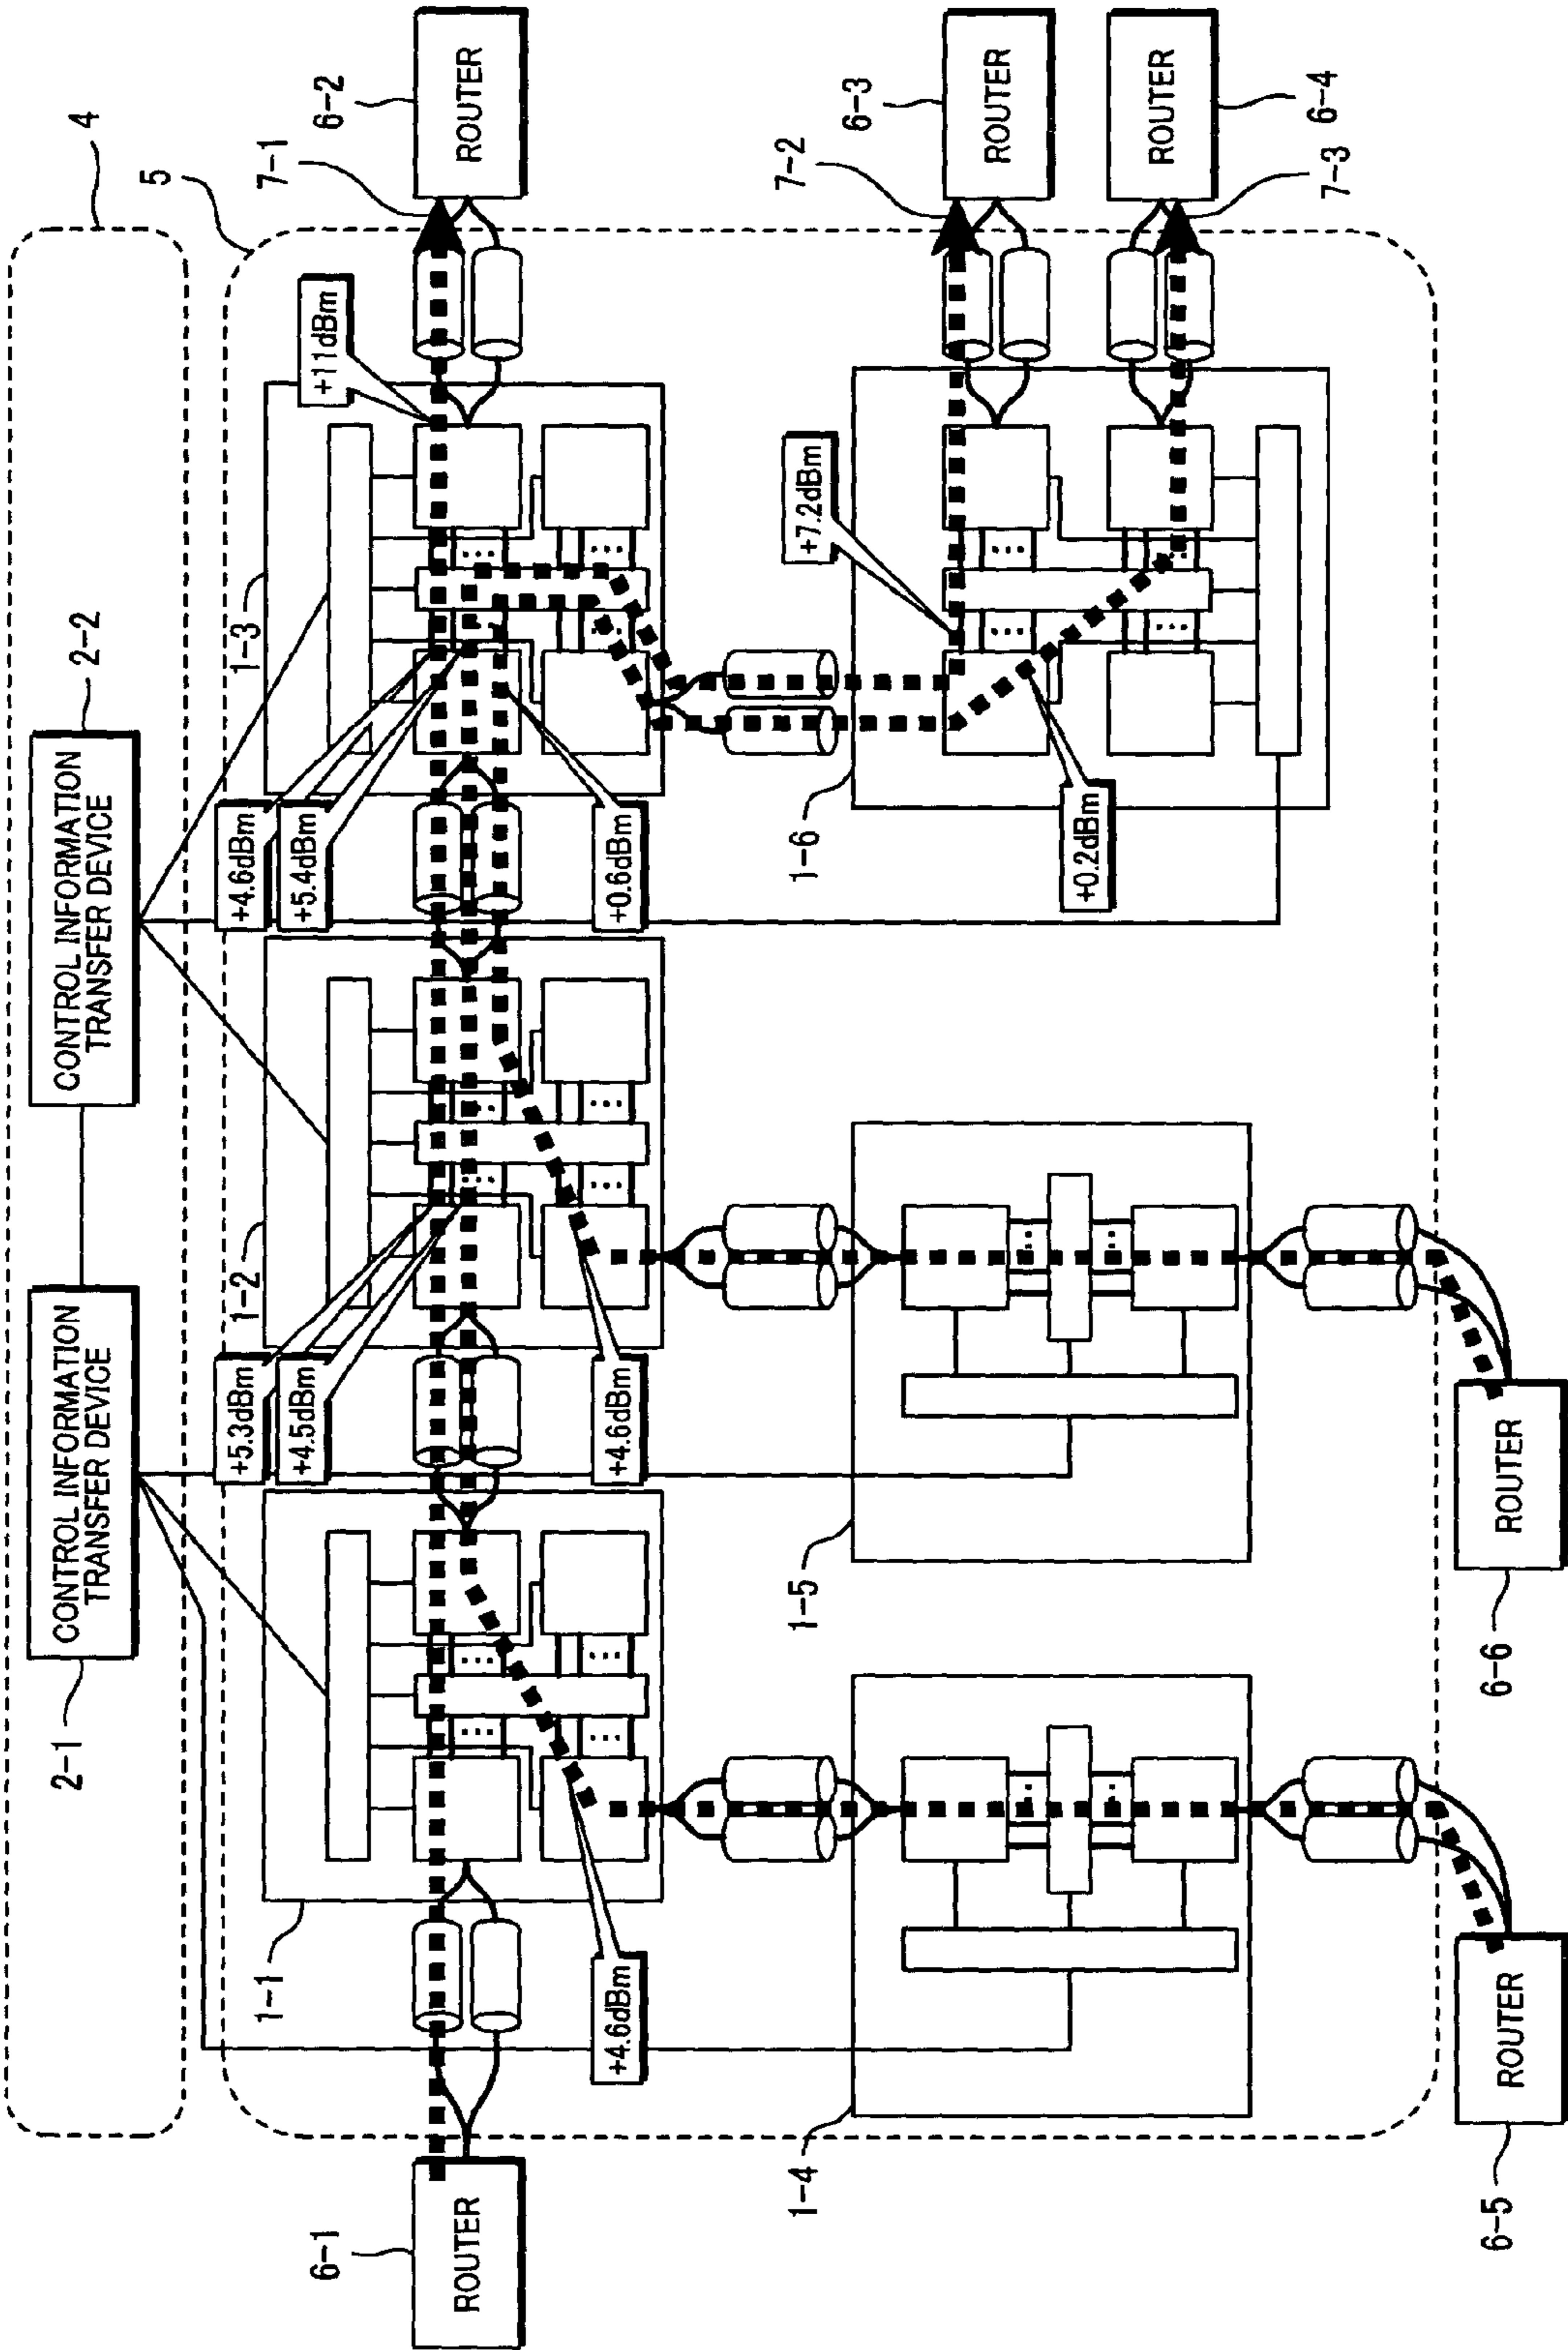 4
5
2-1
CONTROL INFORMATION
TRANSFER DEVICE
2-2
CONTROL INFORMATION
TRANSFER DEVICE
1-1
1-2
1-3
+5.3dBm
+4.5dBm
+4.6dBm
+5.4dBm
+11dBm
6-1
ROUTER
7-1
6-2
ROUTER
+4.6dBm
+4.6dBm
+0.6dBm
1-4
1-5
1-6
+7.2dBm
+0.2dBm
7-2
6-3
ROUTER
ROUTER
6-4
7-3
6-5
ROUTER
6-6
ROUTER